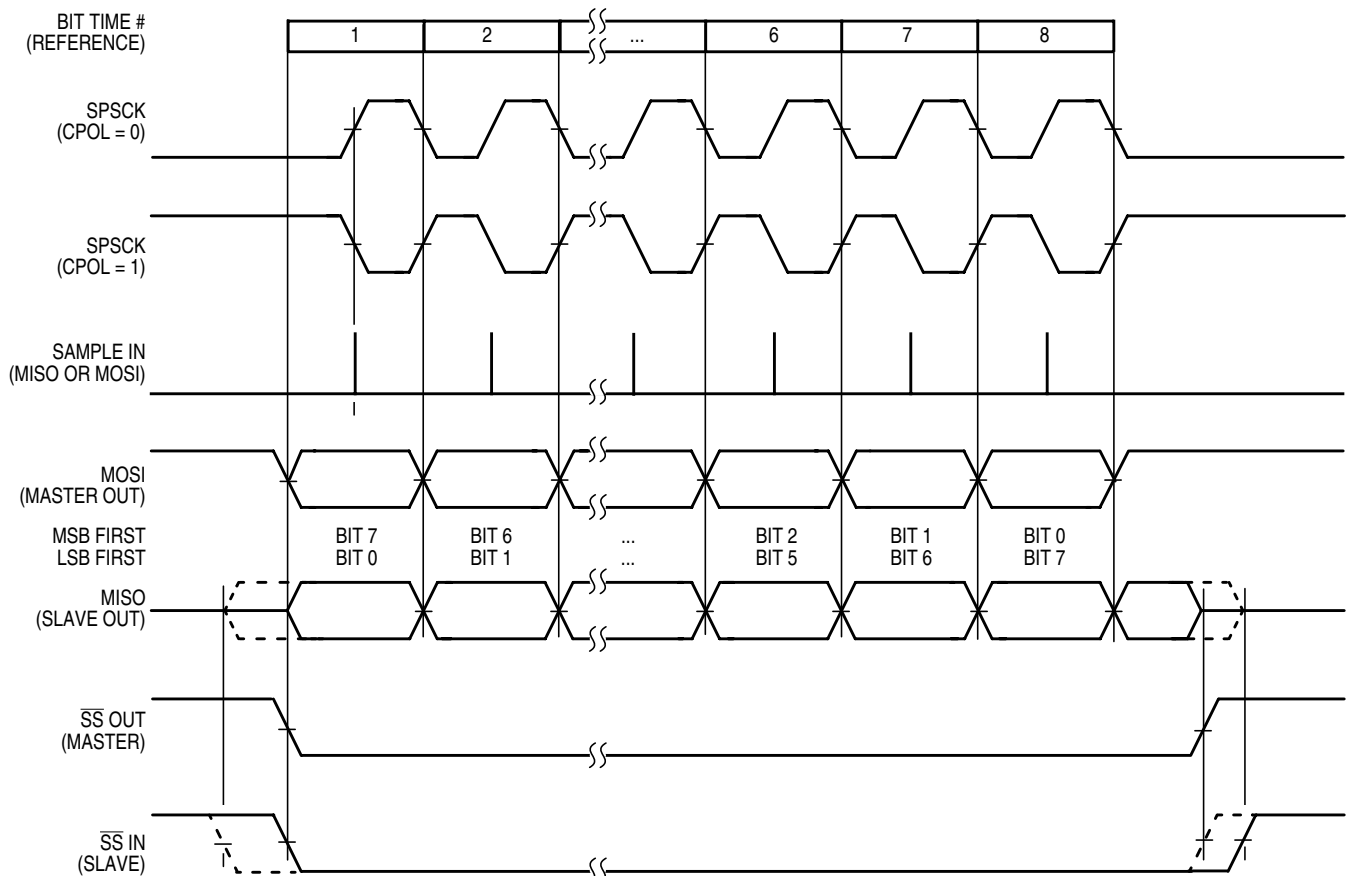 BIT TIME #
(REFERENCE)
1 2 ... 6 7 8
SPSCK
(CPOL = 0)
SPSCK
(CPOL = 1)
SAMPLE IN
(MISO OR MOSI)
MOSI
(MASTER OUT)
MSB FIRST BIT 7 BIT 6 ... BIT 2 BIT 1 BIT 0
LSB FIRST BIT 0 BIT 1 ... BIT 5 BIT 6 BIT 7
MISO
(SLAVE OUT)
S̅S̅ OUT
(MASTER)
S̅S̅ IN
(SLAVE)